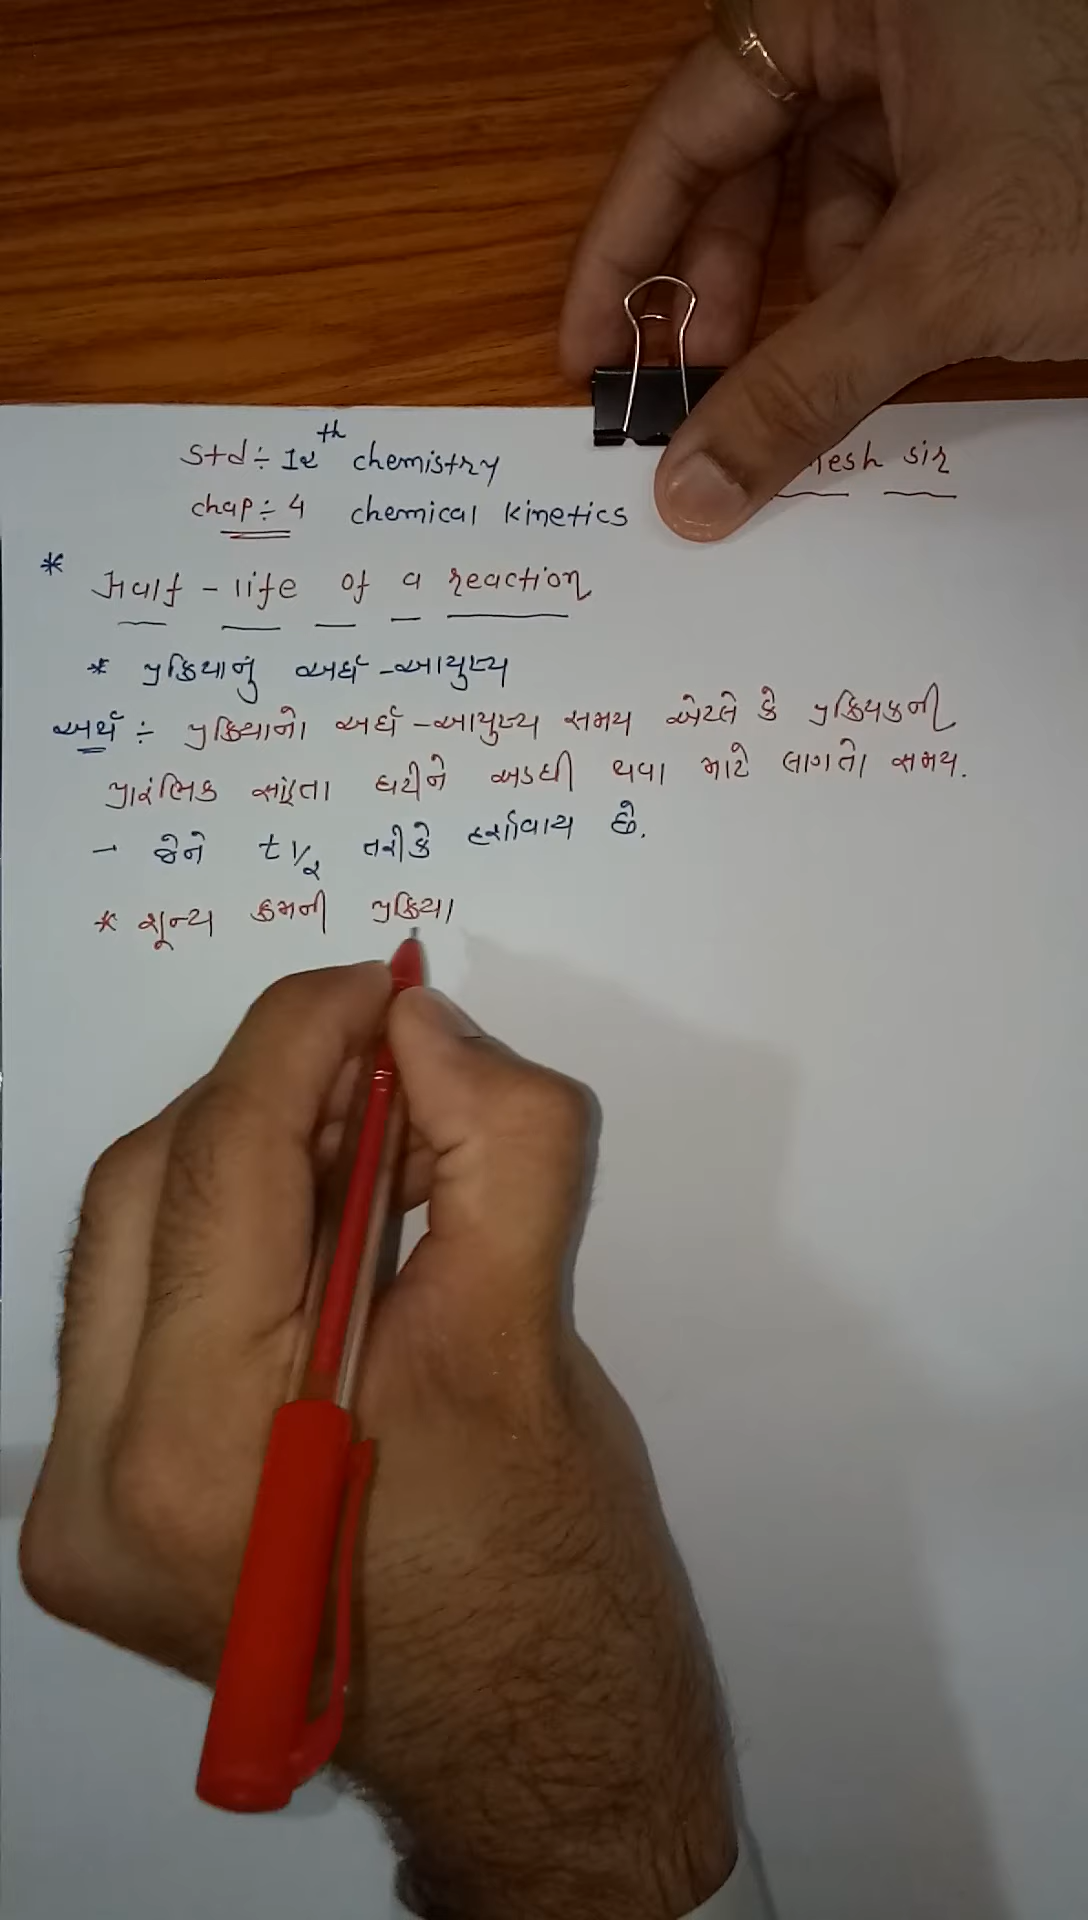 Std ÷ 12th chemistry
sir
chap ÷ 4 chemical kinetics
* Half - life of a reaction
* પ્રક્રિયાનું અર્ધ - આયુષ્ય
અર્થ ÷ પ્રક્રિયાનો અર્ધ - આયુષ્ય સમય એટલે કે પ્રક્રિયકની
પ્રારંભિક સાંદ્રતા ઘટીને અડધી થવા માટે લાગતો સમય.
- જેને t1/2 તરીકે દર્શાવાય છે.
* શૂન્ય ક્રમની પ્રક્રિયા